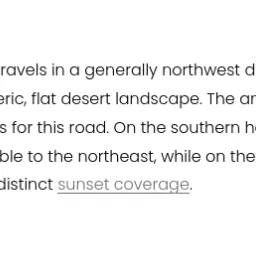 ravels in a generally northwest d
eric, flat desert landscape. The ar
s for this road. On the southern h
ble to the northeast, while on the
distinct sunset coverage.